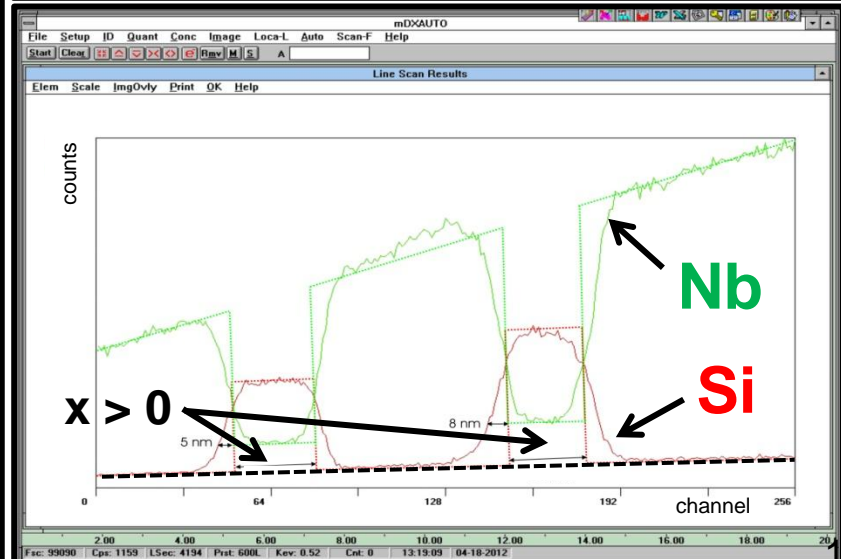 mDXAUTO
File Setup ID Quant Conc Image Loca-L Auto Scan-F Help
Start Clear Rmv M S A
Line Scan Results
Elem Scale ImgOvly Print OK Help
counts
Nb
Si
x > 0
5 nm
8 nm
0 64 128 192 256
channel
2.00 4.00 6.00 8.00 10.00 12.00 14.00 16.00 18.00 20
Fsc: 99090 Cps: 1159 LSec: 4194 Prst: 600L Kev: 0.52 Cnt: 0 13:19:09 04-18-2012